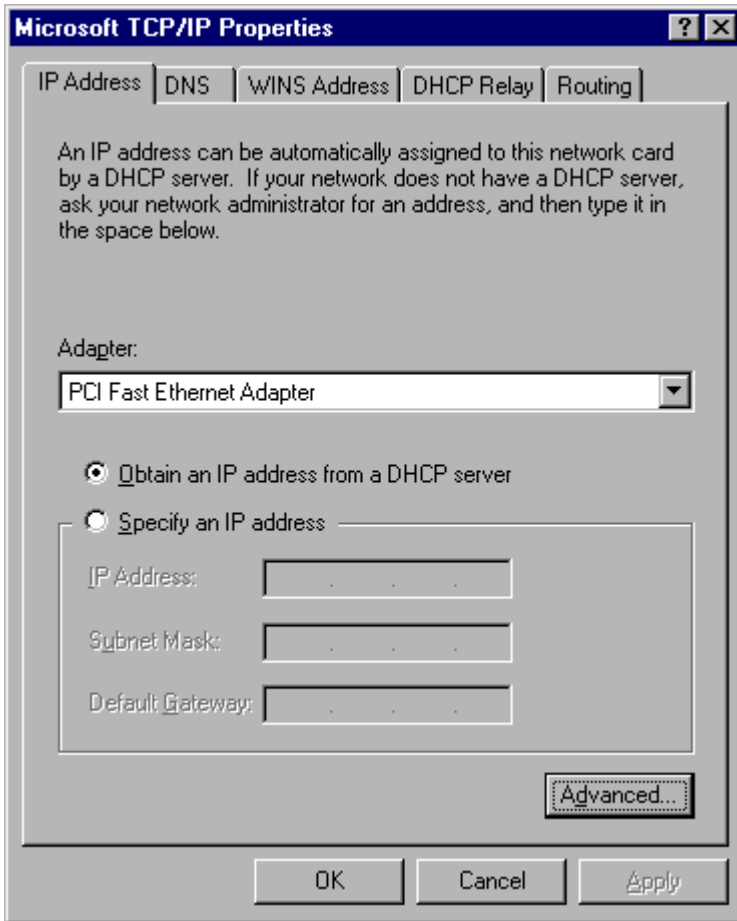 Microsoft TCP/IP Properties
IP Address DNS WINS Address DHCP Relay Routing
An IP address can be automatically assigned to this network card
by a DHCP server. If your network does not have a DHCP server,
ask your network administrator for an address, and then type it in
the space below.
Adapter:
PCI Fast Ethernet Adapter
Obtain an IP address from a DHCP server
Specify an IP address
IP Address: . . .
Subnet Mask: . . .
Default Gateway: . . .
Advanced...
OK Cancel Apply